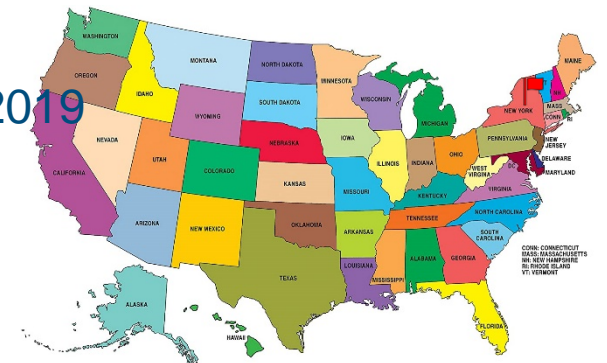 WASHINGTON
MONTANA
NORTH DAKOTA
MINNESOTA
MAINE
OREGON
IDAHO
2019
SOUTH DAKOTA
WISCONSIN
MICHIGAN
NEW YORK
NH
MASS
CONN
RI
WYOMING
NEVADA
UTAH
COLORADO
NEBRASKA
IOWA
ILLINOIS
INDIANA
OHIO
PENNSYLVANIA
NEW
JERSEY
DELAWARE
MARYLAND
DC
WEST
VIRGINIA
VIRGINIA
CALIFORNIA
KANSAS
MISSOURI
KENTUCKY
NORTH CAROLINA
TENNESSEE
SOUTH
CAROLINA
ARIZONA
NEW MEXICO
OKLAHOMA
ARKANSAS
MISSISSIPPI
ALABAMA
GEORGIA
TEXAS
LOUISIANA
FLORIDA
ALASKA
HAWAII
CONN: CONNECTICUT
MASS: MASSACHUSETTS
NH: NEW HAMPSHIRE
RI: RHODE ISLAND
VT: VERMONT